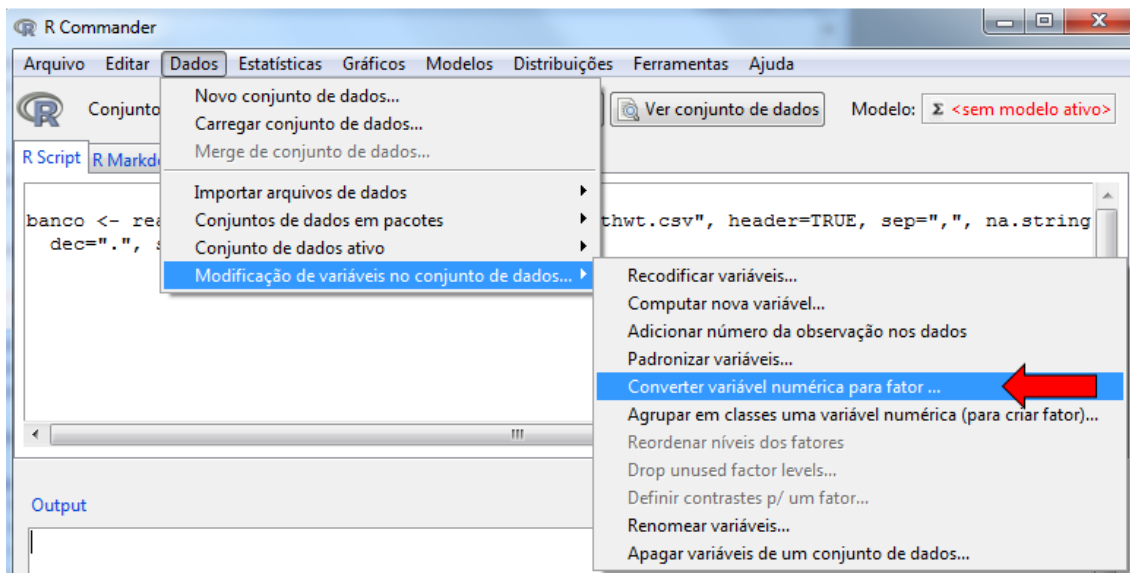 R Commander
Arquivo Editar Dados Estatísticas Gráficos Modelos Distribuições Ferramentas Ajuda
Conjunto
Ver conjunto de dados
Modelo: Σ <sem modelo ativo>
R Script
Novo conjunto de dados...
Carregar conjunto de dados...
Merge de conjunto de dados...
Importar arquivos de dados
Conjuntos de dados em pacotes
Conjunto de dados ativo
Modificação de variáveis no conjunto de dados...
banco <-
thwt.csv", header=TRUE, sep=",", na.string
dec=".",
Recodificar variáveis...
Computar nova variável...
Adicionar número da observação nos dados
Padronizar variáveis...
Converter variável numérica para fator ...
Agrupar em classes uma variável numérica (para criar fator)...
Reordenar níveis dos fatores
Drop unused factor levels...
Definir contrastes p/ um fator...
Renomear variáveis...
Apagar variáveis de um conjunto de dados...
Output